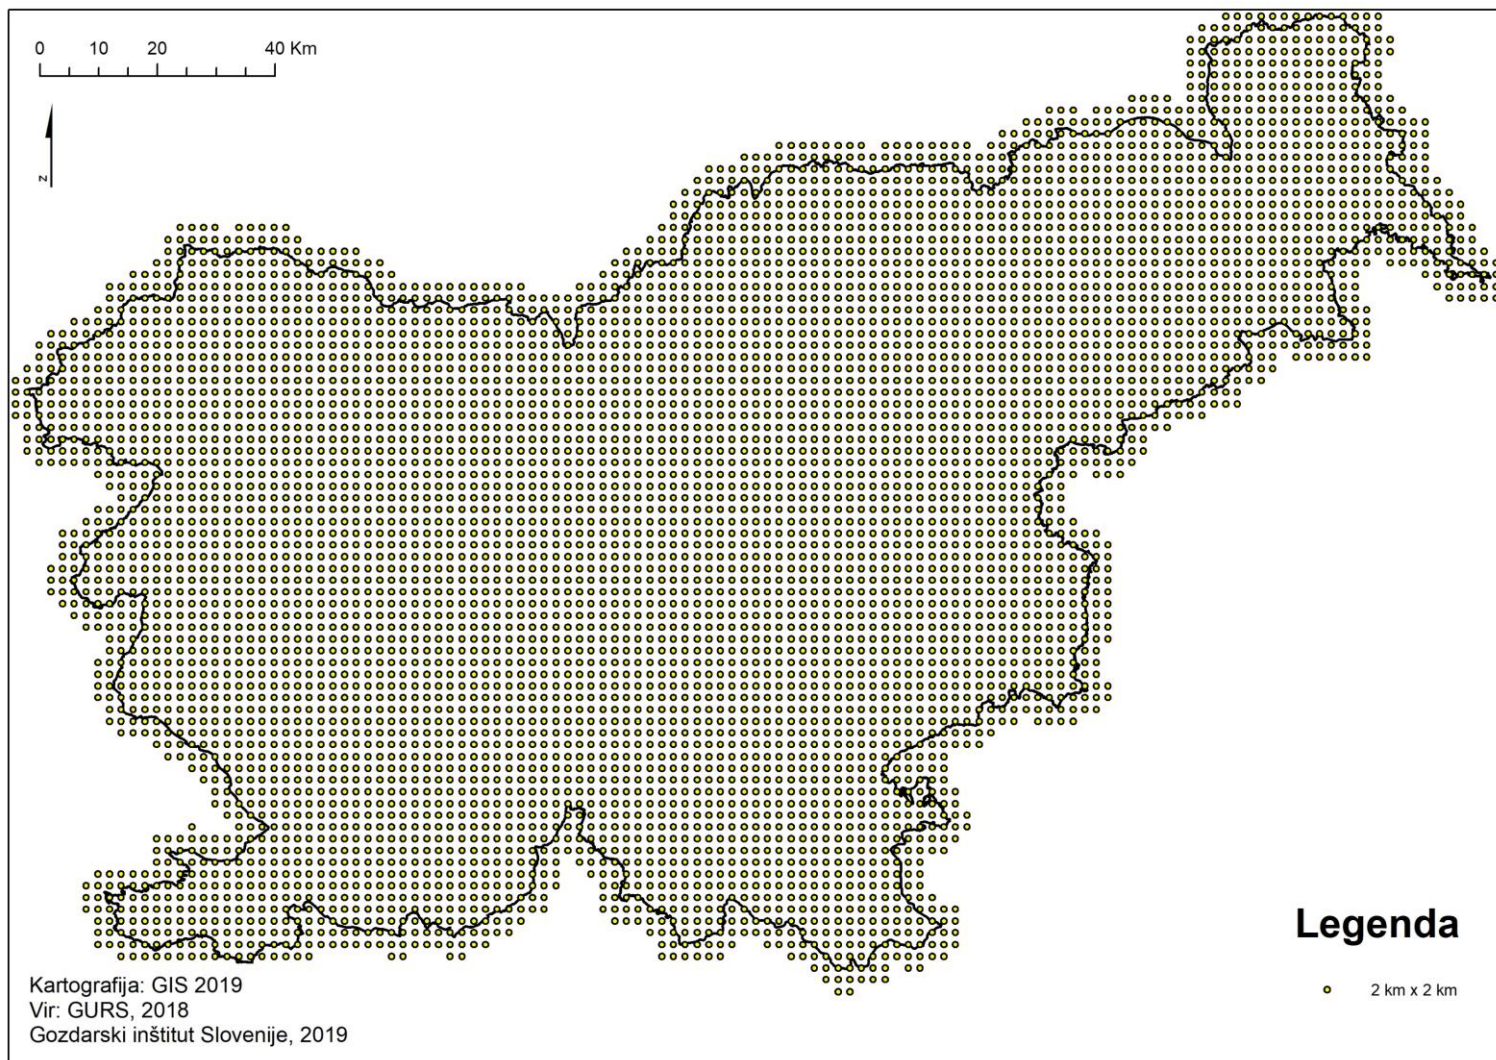 0 10 20 40 Km
z
Legenda
2 km x 2 km
Kartografija: GIS 2019
Vir: GURS, 2018
Gozdarski inštitut Slovenije, 2019